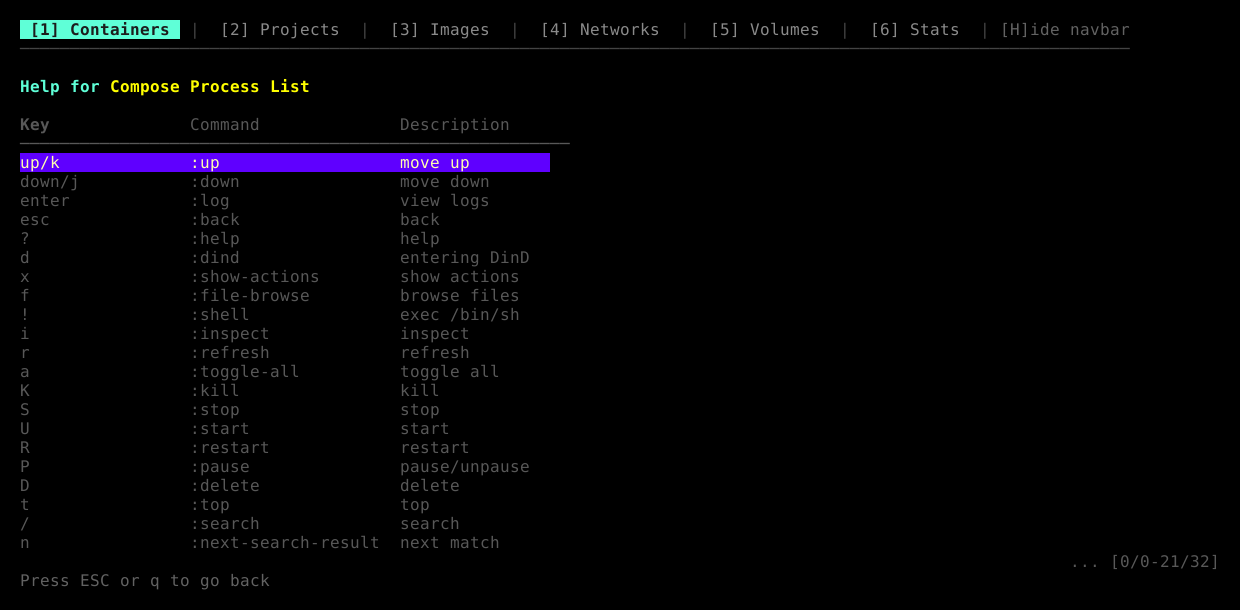 [1] Containers | [2] Projects | [3] Images | [4] Networks | [5] Volumes | [6] Stats | [H]ide navbar
Help for Compose Process List
Key Command Description
up/k :up move up
down/j :down move down
enter :log view logs
esc :back back
? :help help
d :dind entering DinD
x :show-actions show actions
f :file-browse browse files
! :shell exec /bin/sh
i :inspect inspect
r :refresh refresh
a :toggle-all toggle all
K :kill kill
S :stop stop
U :start start
R :restart restart
P :pause pause/unpause
D :delete delete
t :top top
/ :search search
n :next-search-result next match
... [0/0-21/32]
Press ESC or q to go back